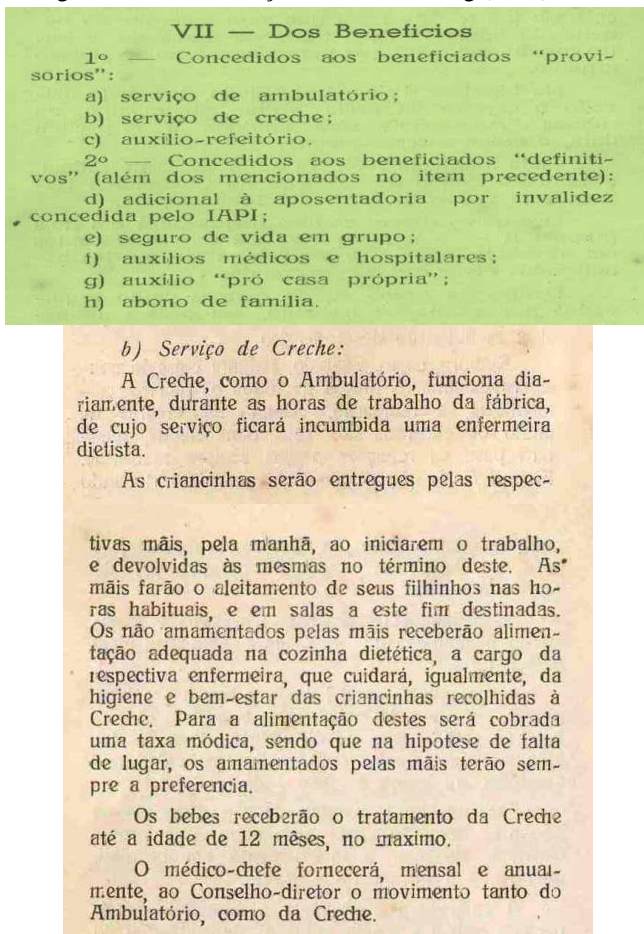 VII — Dos Beneficios
1º — Concedidos aos beneficiados “provi-
sorios”:
a) serviço de ambulatório;
b) serviço de creche;
c) auxílio-refeitório.
2º — Concedidos aos beneficiados “definiti-
vos” (além dos mencionados no item precedente):
d) adicional à aposentadoria por invalidez
concedida pelo IAPI;
e) seguro de vida em grupo;
f) auxílios médicos e hospitalares;
g) auxílio “pró casa própria”;
h) abono de família.
b) Serviço de Creche:
A Creche, como o Ambulatório, funciona dia-
riamente, durante as horas de trabalho da fábrica,
de cujo serviço ficará incumbida uma enfermeira
dietista.
As criancinhas serão entregues pelas respec-
tivas mãis, pela manhã, ao iniciarem o trabalho,
e devolvidas às mesmas no término deste. As
mãis farão o aleitamento de seus filhinhos nas ho-
ras habituais, e em salas a este fim destinadas.
Os não amamentados pelas mãis receberão alimen-
tação adequada na cozinha dietética, a cargo da
respectiva enfermeira, que cuidará, igualmente, da
higiene e bem-estar das criancinhas recolhidas à
Creche. Para a alimentação destes será cobrada
uma taxa módica, sendo que na hipotese de falta
de lugar, os amamentados pelas mãis terão sem-
pre a preferencia.
Os bebes receberão o tratamento da Creche
até a idade de 12 mêses, no maximo.
O médico-chefe fornecerá, mensal e anual-
mente, ao Conselho-diretor o movimento tanto do
Ambulatório, como da Creche.